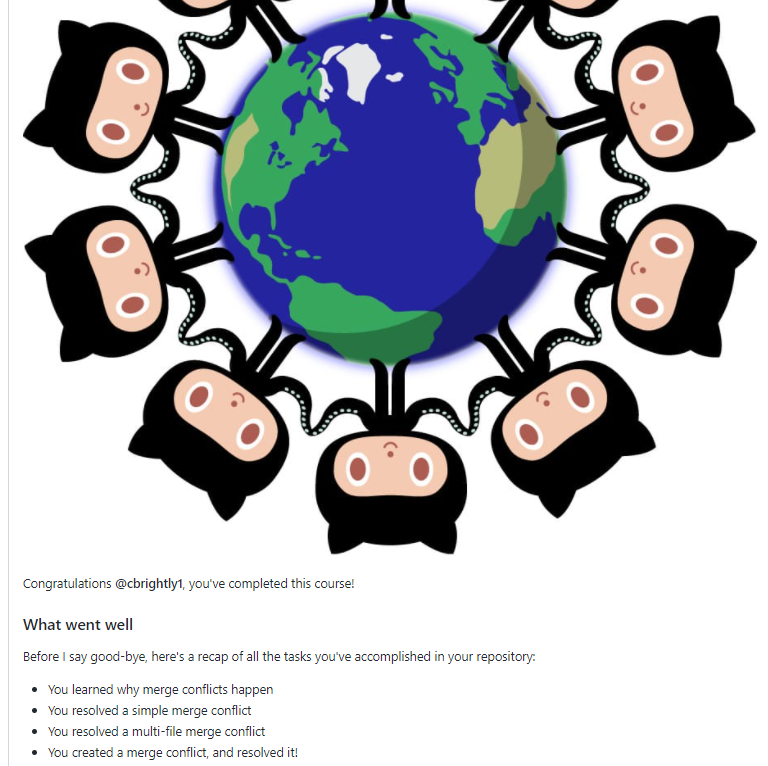 Congratulations @cbrightly1, you've completed this course!
What went well
Before I say good-bye, here's a recap of all the tasks you've accomplished in your repository:
You learned why merge conflicts happen
You resolved a simple merge conflict
You resolved a multi-file merge conflict
You created a merge conflict, and resolved it!